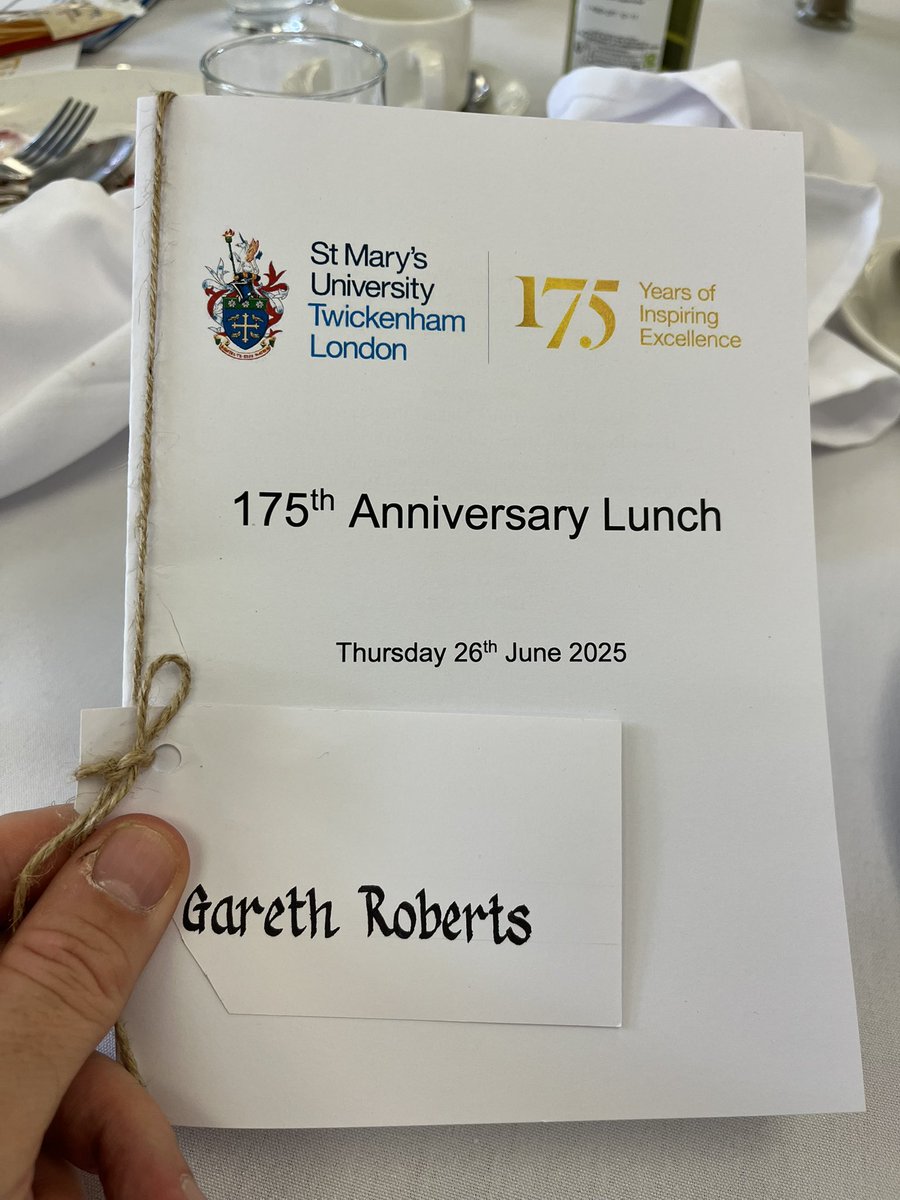 St Mary's
University
Twickenham
London
175
Years of
Inspiring
Excellence
175th Anniversary Lunch
Thursday 26th June 2025
Gareth Roberts